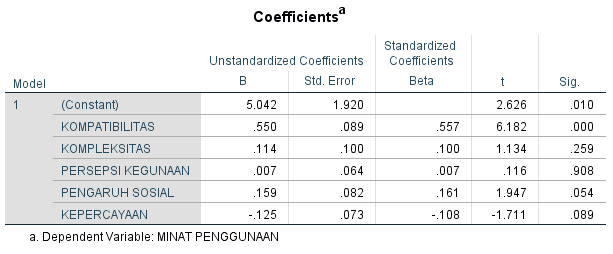 Coefficientsa
Unstandardized Coefficients Standardized Coefficients
Model B Std. Error Beta t Sig.
1 (Constant) 5.042 1.920 2.626 .010
KOMPATIBILITAS .550 .089 .557 6.182 .000
KOMPLEKSITAS .114 .100 .100 1.134 .259
PERSEPSI KEGUNAAN .007 .064 .007 .116 .908
PENGARUH SOSIAL .159 .082 .161 1.947 .054
KEPERCAYAAN -.125 .073 -.108 -1.711 .089
a. Dependent Variable: MINAT PENGGUNAAN